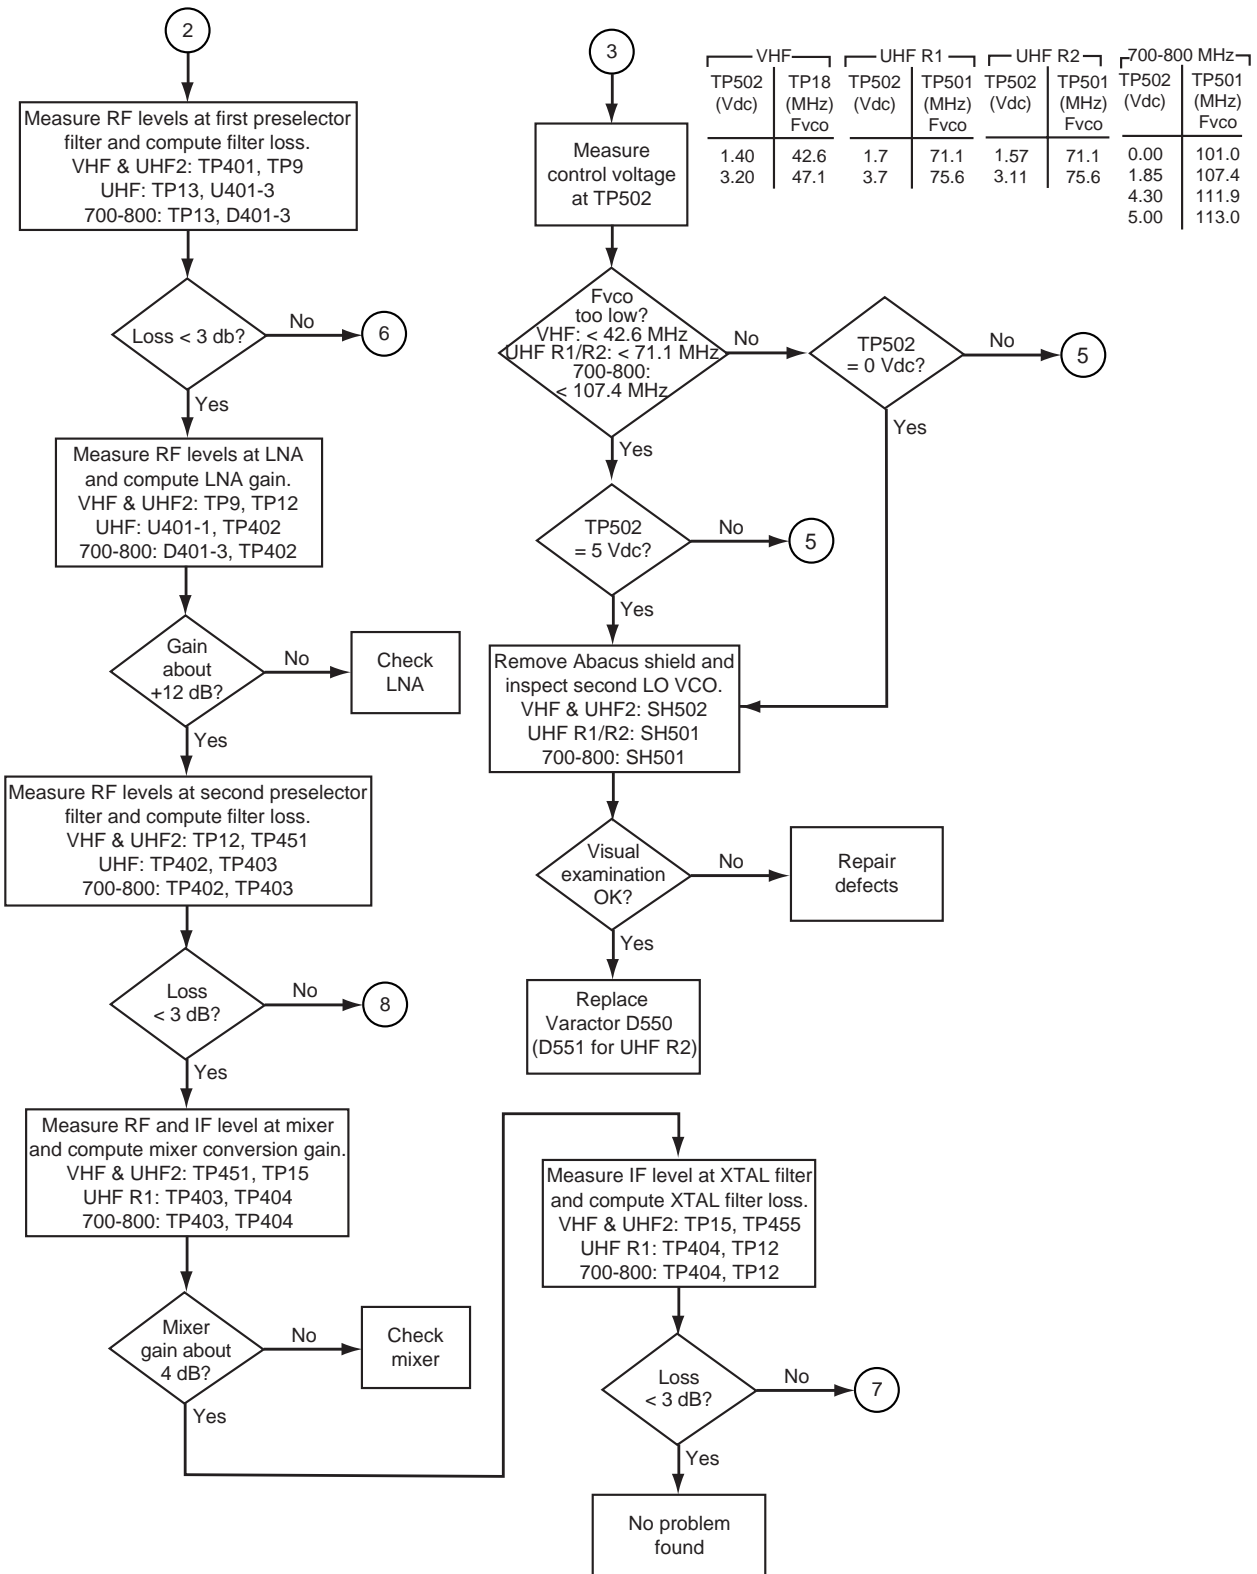 2
Measure RF levels at first preselector
filter and compute filter loss.
VHF & UHF2: TP401, TP9
UHF: TP13, U401-3
700-800: TP13, D401-3
Loss < 3 db?
No
6
Yes
Measure RF levels at LNA
and compute LNA gain.
VHF & UHF2: TP9, TP12
UHF: U401-1, TP402
700-800: D401-3, TP402
Gain
about
+12 dB?
No
Check
LNA
Yes
Measure RF levels at second preselector
filter and compute filter loss.
VHF & UHF2: TP12, TP451
UHF: TP402, TP403
700-800: TP402, TP403
Loss
< 3 dB?
No
8
Yes
Measure RF and IF level at mixer
and compute mixer conversion gain.
VHF & UHF2: TP451, TP15
UHF R1: TP403, TP404
700-800: TP403, TP404
Mixer
gain about
4 dB?
No
Check
mixer
Yes
Measure IF level at XTAL filter
and compute XTAL filter loss.
VHF & UHF2: TP15, TP455
UHF R1: TP404, TP12
700-800: TP404, TP12
Loss
< 3 dB?
No
7
Yes
No problem
found
3
Measure
control voltage
at TP502
Fvco
too low?
VHF: < 42.6 MHz
UHF R1/R2: < 71.1 MHz
700-800:
< 107.4 MHz
No
TP502
= 0 Vdc?
No
5
Yes
Yes
TP502
= 5 Vdc?
No
5
Yes
Remove Abacus shield and
inspect second LO VCO.
VHF & UHF2: SH502
UHF R1/R2: SH501
700-800: SH501
Visual
examination
OK?
No
Repair
defects
Yes
Replace
Varactor D550
(D551 for UHF R2)
VHF UHF R1 UHF R2 700-800 MHz
TP502 TP18 TP502 TP501 TP502 TP501 TP502 TP501
(Vdc) (MHz) (Vdc) (MHz) (Vdc) (MHz) (Vdc) (MHz)
Fvco Fvco Fvco Fvco
1.40 42.6 1.7 71.1 1.57 71.1 0.00 101.0
3.20 47.1 3.7 75.6 3.11 75.6 1.85 107.4
4.30 111.9
5.00 113.0